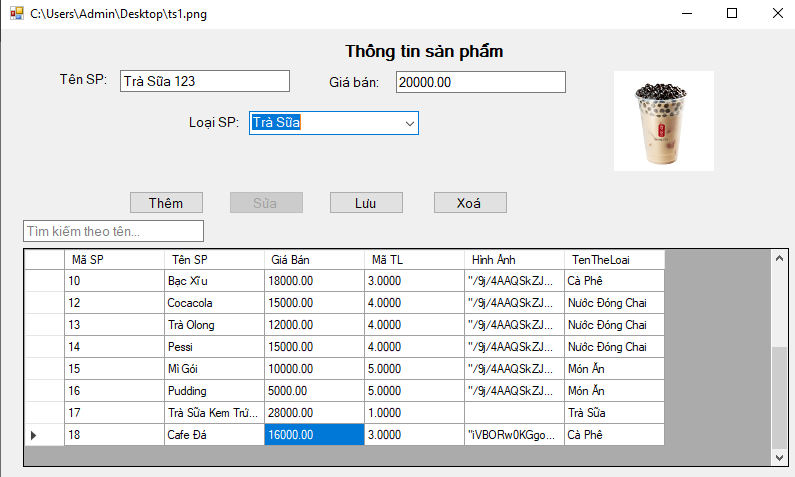 C:\Users\Admin\Desktop\ts1.png
Thông tin sản phẩm
Tên SP: Trà Sữa 123 Giá bán: 20000.00
Loại SP: Trà Sữa
Thêm Sửa Lưu Xoá
Tìm kiếm theo tên...
Mã SP Tên SP Giá Bán Mã TL Hình Ảnh TenTheLoai
10 Bạc Xỉu 18000.00 3.0000 "/9j/4AAQSkZJ... Cà Phê
12 Cocacola 15000.00 4.0000 "/9j/4AAQSkZJ... Nước Đóng Chai
13 Trà Olong 12000.00 4.0000 "/9j/4AAQSkZJ... Nước Đóng Chai
14 Pessi 15000.00 4.0000 "/9j/4AAQSkZJ... Nước Đóng Chai
15 Mì Gói 10000.00 5.0000 "/9j/4AAQSkZJ... Món Ăn
16 Pudding 5000.00 5.0000 "/9j/4AAQSkZJ... Món Ăn
17 Trà Sữa Kem Trứ... 28000.00 1.0000 Trà Sữa
18 Cafe Đá 16000.00 3.0000 "iVBORw0KGgo... Cà Phê